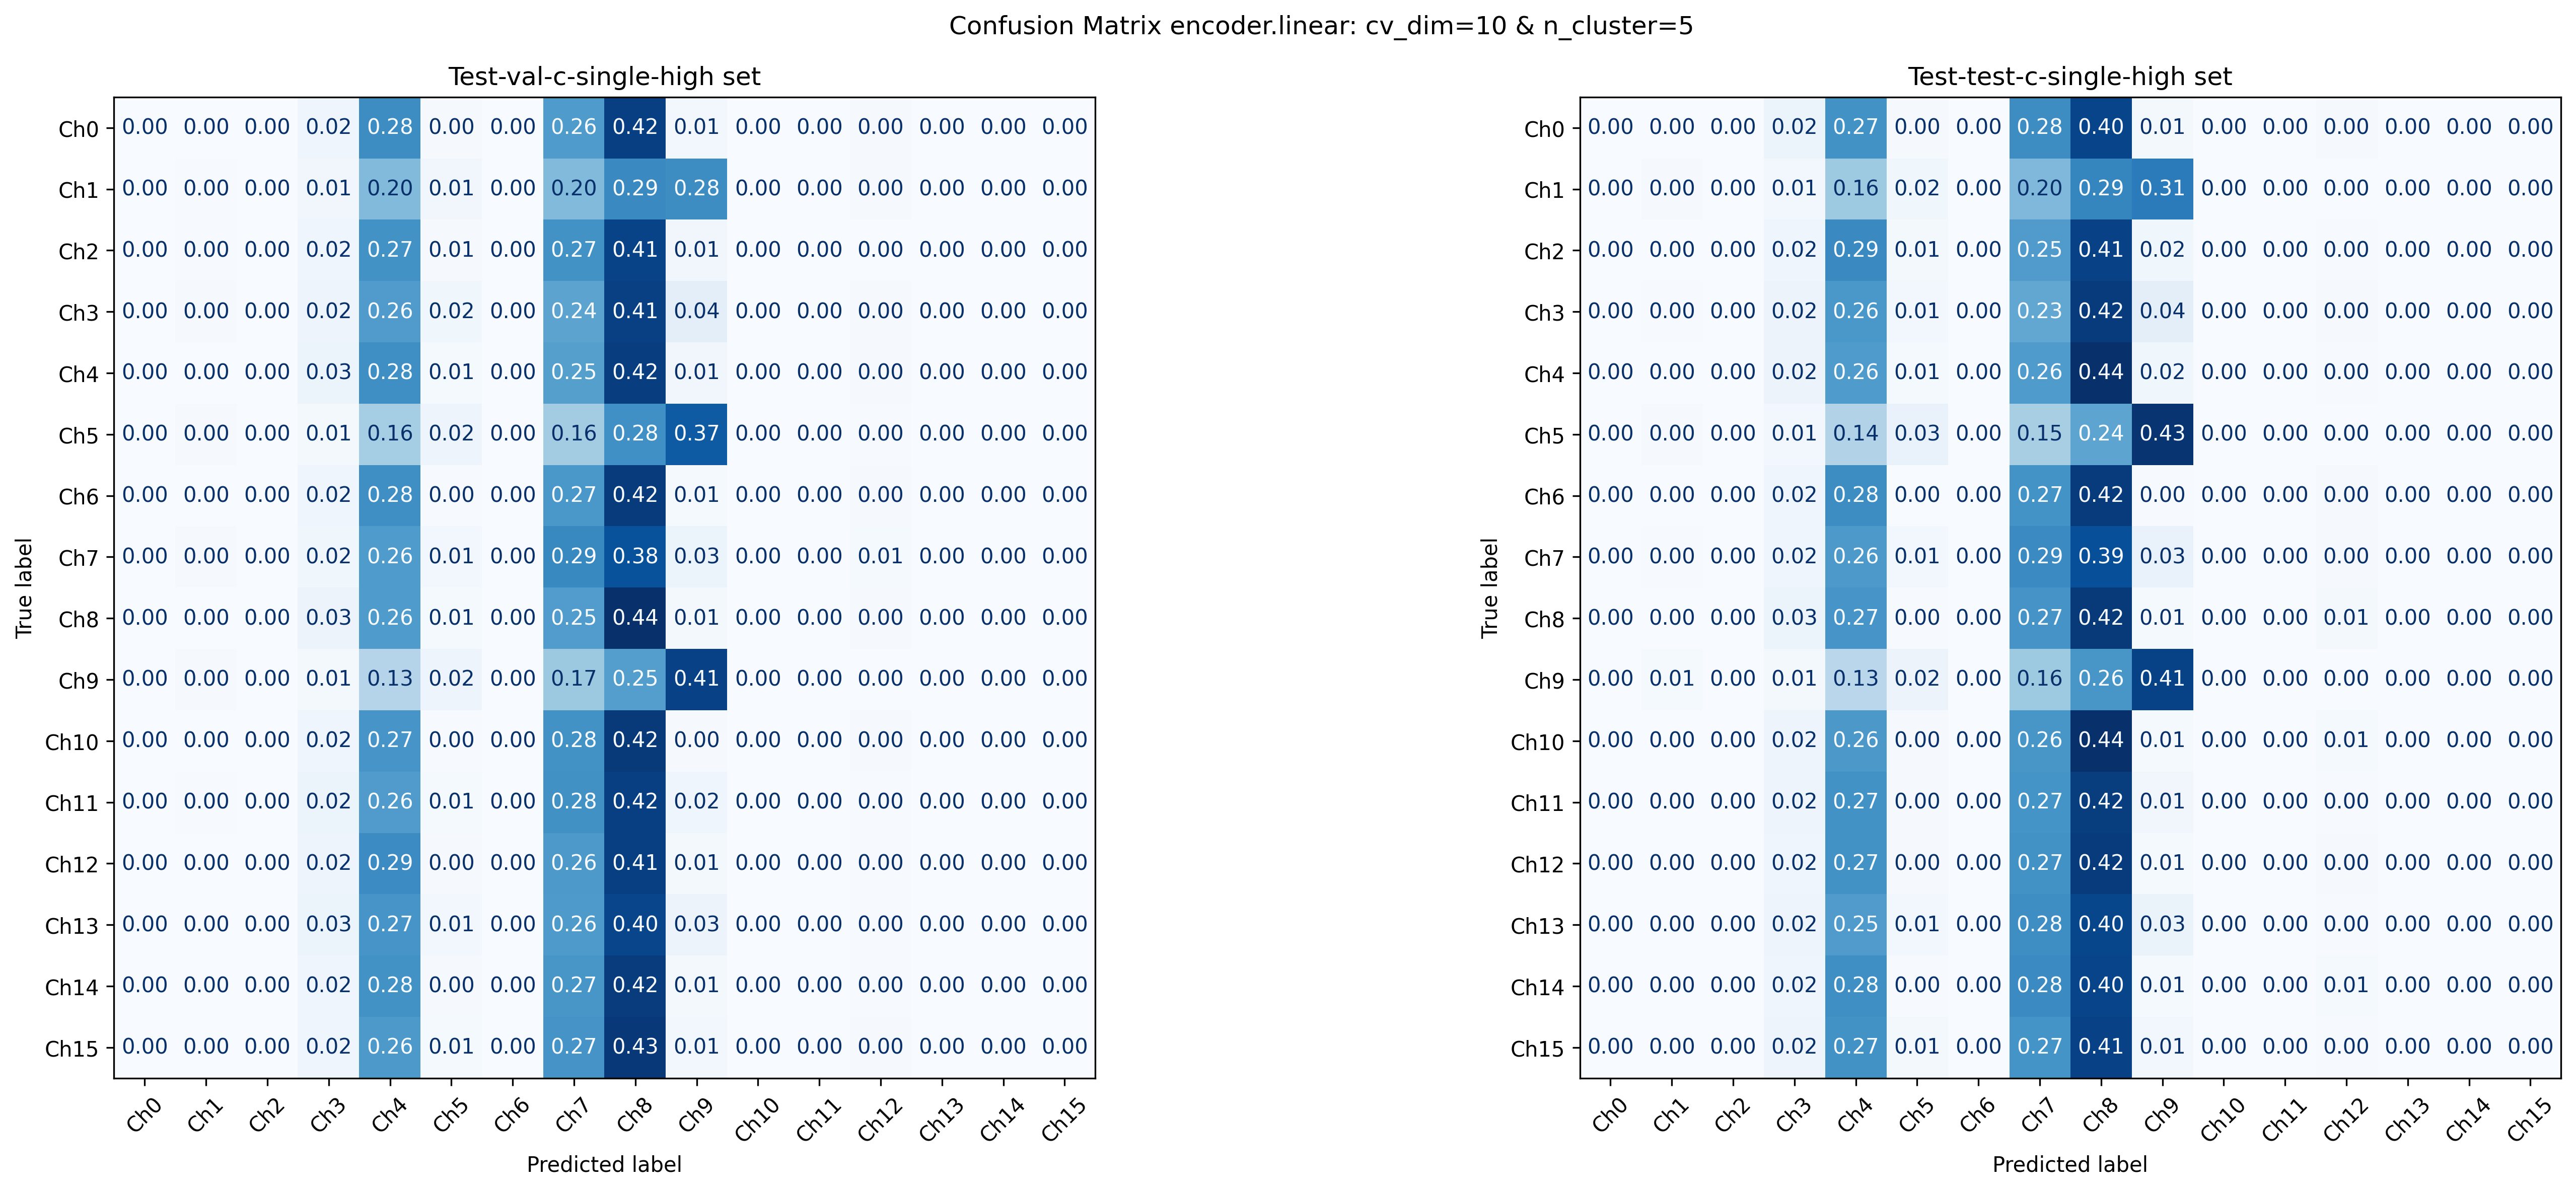 Confusion Matrix encoder.linear: cv_dim=10 & n_cluster=5
Test-val-c-single-high set
True label
Ch0 0.00 0.00 0.00 0.02 0.28 0.00 0.00 0.26 0.42 0.01 0.00 0.00 0.00 0.00 0.00 0.00
Ch1 0.00 0.00 0.00 0.01 0.20 0.01 0.00 0.20 0.29 0.28 0.00 0.00 0.00 0.00 0.00 0.00
Ch2 0.00 0.00 0.00 0.02 0.27 0.01 0.00 0.27 0.41 0.01 0.00 0.00 0.00 0.00 0.00 0.00
Ch3 0.00 0.00 0.00 0.02 0.26 0.02 0.00 0.24 0.41 0.04 0.00 0.00 0.00 0.00 0.00 0.00
Ch4 0.00 0.00 0.00 0.03 0.28 0.01 0.00 0.25 0.42 0.01 0.00 0.00 0.00 0.00 0.00 0.00
Ch5 0.00 0.00 0.00 0.01 0.16 0.02 0.00 0.16 0.28 0.37 0.00 0.00 0.00 0.00 0.00 0.00
Ch6 0.00 0.00 0.00 0.02 0.28 0.00 0.00 0.27 0.42 0.01 0.00 0.00 0.00 0.00 0.00 0.00
Ch7 0.00 0.00 0.00 0.02 0.26 0.01 0.00 0.29 0.38 0.03 0.00 0.00 0.01 0.00 0.00 0.00
Ch8 0.00 0.00 0.00 0.03 0.26 0.01 0.00 0.25 0.44 0.01 0.00 0.00 0.00 0.00 0.00 0.00
Ch9 0.00 0.00 0.00 0.01 0.13 0.02 0.00 0.17 0.25 0.41 0.00 0.00 0.00 0.00 0.00 0.00
Ch10 0.00 0.00 0.00 0.02 0.27 0.00 0.00 0.28 0.42 0.00 0.00 0.00 0.00 0.00 0.00 0.00
Ch11 0.00 0.00 0.00 0.02 0.26 0.01 0.00 0.28 0.42 0.02 0.00 0.00 0.00 0.00 0.00 0.00
Ch12 0.00 0.00 0.00 0.02 0.29 0.00 0.00 0.26 0.41 0.01 0.00 0.00 0.00 0.00 0.00 0.00
Ch13 0.00 0.00 0.00 0.03 0.27 0.01 0.00 0.26 0.40 0.03 0.00 0.00 0.00 0.00 0.00 0.00
Ch14 0.00 0.00 0.00 0.02 0.28 0.00 0.00 0.27 0.42 0.01 0.00 0.00 0.00 0.00 0.00 0.00
Ch15 0.00 0.00 0.00 0.02 0.26 0.01 0.00 0.27 0.43 0.01 0.00 0.00 0.00 0.00 0.00 0.00
Ch0 Ch1 Ch2 Ch3 Ch4 Ch5 Ch6 Ch7 Ch8 Ch9 Ch10 Ch11 Ch12 Ch13 Ch14 Ch15
Predicted label
Test-test-c-single-high set
True label
Ch0 0.00 0.00 0.00 0.02 0.27 0.00 0.00 0.28 0.40 0.01 0.00 0.00 0.00 0.00 0.00 0.00
Ch1 0.00 0.00 0.00 0.01 0.16 0.02 0.00 0.20 0.29 0.31 0.00 0.00 0.00 0.00 0.00 0.00
Ch2 0.00 0.00 0.00 0.02 0.29 0.01 0.00 0.25 0.41 0.02 0.00 0.00 0.00 0.00 0.00 0.00
Ch3 0.00 0.00 0.00 0.02 0.26 0.01 0.00 0.23 0.42 0.04 0.00 0.00 0.00 0.00 0.00 0.00
Ch4 0.00 0.00 0.00 0.02 0.26 0.01 0.00 0.26 0.44 0.02 0.00 0.00 0.00 0.00 0.00 0.00
Ch5 0.00 0.00 0.00 0.01 0.14 0.03 0.00 0.15 0.24 0.43 0.00 0.00 0.00 0.00 0.00 0.00
Ch6 0.00 0.00 0.00 0.02 0.28 0.00 0.00 0.27 0.42 0.00 0.00 0.00 0.00 0.00 0.00 0.00
Ch7 0.00 0.00 0.00 0.02 0.26 0.01 0.00 0.29 0.39 0.03 0.00 0.00 0.00 0.00 0.00 0.00
Ch8 0.00 0.00 0.00 0.03 0.27 0.00 0.00 0.27 0.42 0.01 0.00 0.00 0.01 0.00 0.00 0.00
Ch9 0.00 0.01 0.00 0.01 0.13 0.02 0.00 0.16 0.26 0.41 0.00 0.00 0.00 0.00 0.00 0.00
Ch10 0.00 0.00 0.00 0.02 0.26 0.00 0.00 0.26 0.44 0.01 0.00 0.00 0.01 0.00 0.00 0.00
Ch11 0.00 0.00 0.00 0.02 0.27 0.00 0.00 0.27 0.42 0.01 0.00 0.00 0.00 0.00 0.00 0.00
Ch12 0.00 0.00 0.00 0.02 0.27 0.00 0.00 0.27 0.42 0.01 0.00 0.00 0.00 0.00 0.00 0.00
Ch13 0.00 0.00 0.00 0.02 0.25 0.01 0.00 0.28 0.40 0.03 0.00 0.00 0.00 0.00 0.00 0.00
Ch14 0.00 0.00 0.00 0.02 0.28 0.00 0.00 0.28 0.40 0.01 0.00 0.00 0.01 0.00 0.00 0.00
Ch15 0.00 0.00 0.00 0.02 0.27 0.01 0.00 0.27 0.41 0.01 0.00 0.00 0.00 0.00 0.00 0.00
Ch0 Ch1 Ch2 Ch3 Ch4 Ch5 Ch6 Ch7 Ch8 Ch9 Ch10 Ch11 Ch12 Ch13 Ch14 Ch15
Predicted label